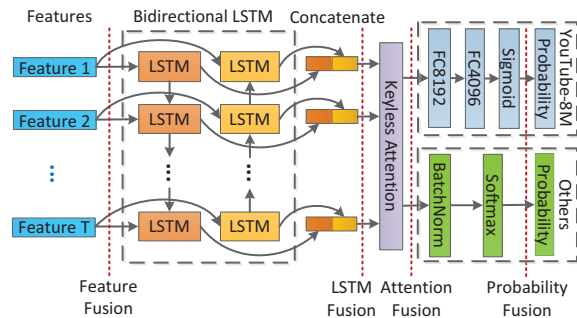 Features
Bidirectional LSTM
Concatenate
Feature 1
LSTM
LSTM
Feature 2
LSTM
LSTM
...
...
...
Feature T
LSTM
LSTM
Keyless Attention
FC8192
FC4096
Sigmoid
Probability
YouTube-8M
BatchNorm
Softmax
Probability
Others
Feature
Fusion
LSTM
Fusion
Attention
Fusion
Probability
Fusion